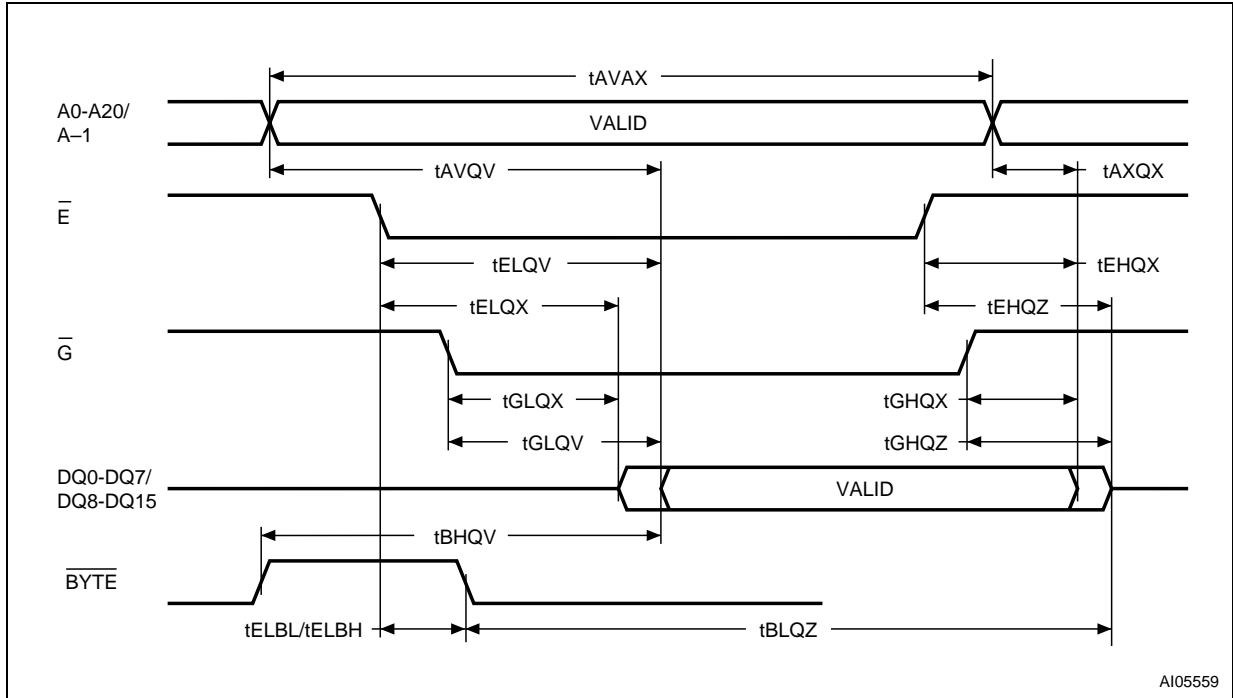 tAVAX
A0-A20/
A–1
VALID
tAVQV
tAXQX
E
tELQV
tEHQX
tELQX
tEHQZ
G
tGLQX
tGHQX
tGLQV
tGHQZ
DQ0-DQ7/
DQ8-DQ15
VALID
tBHQV
BYTE
tELBL/tELBH
tBLQZ
AI05559